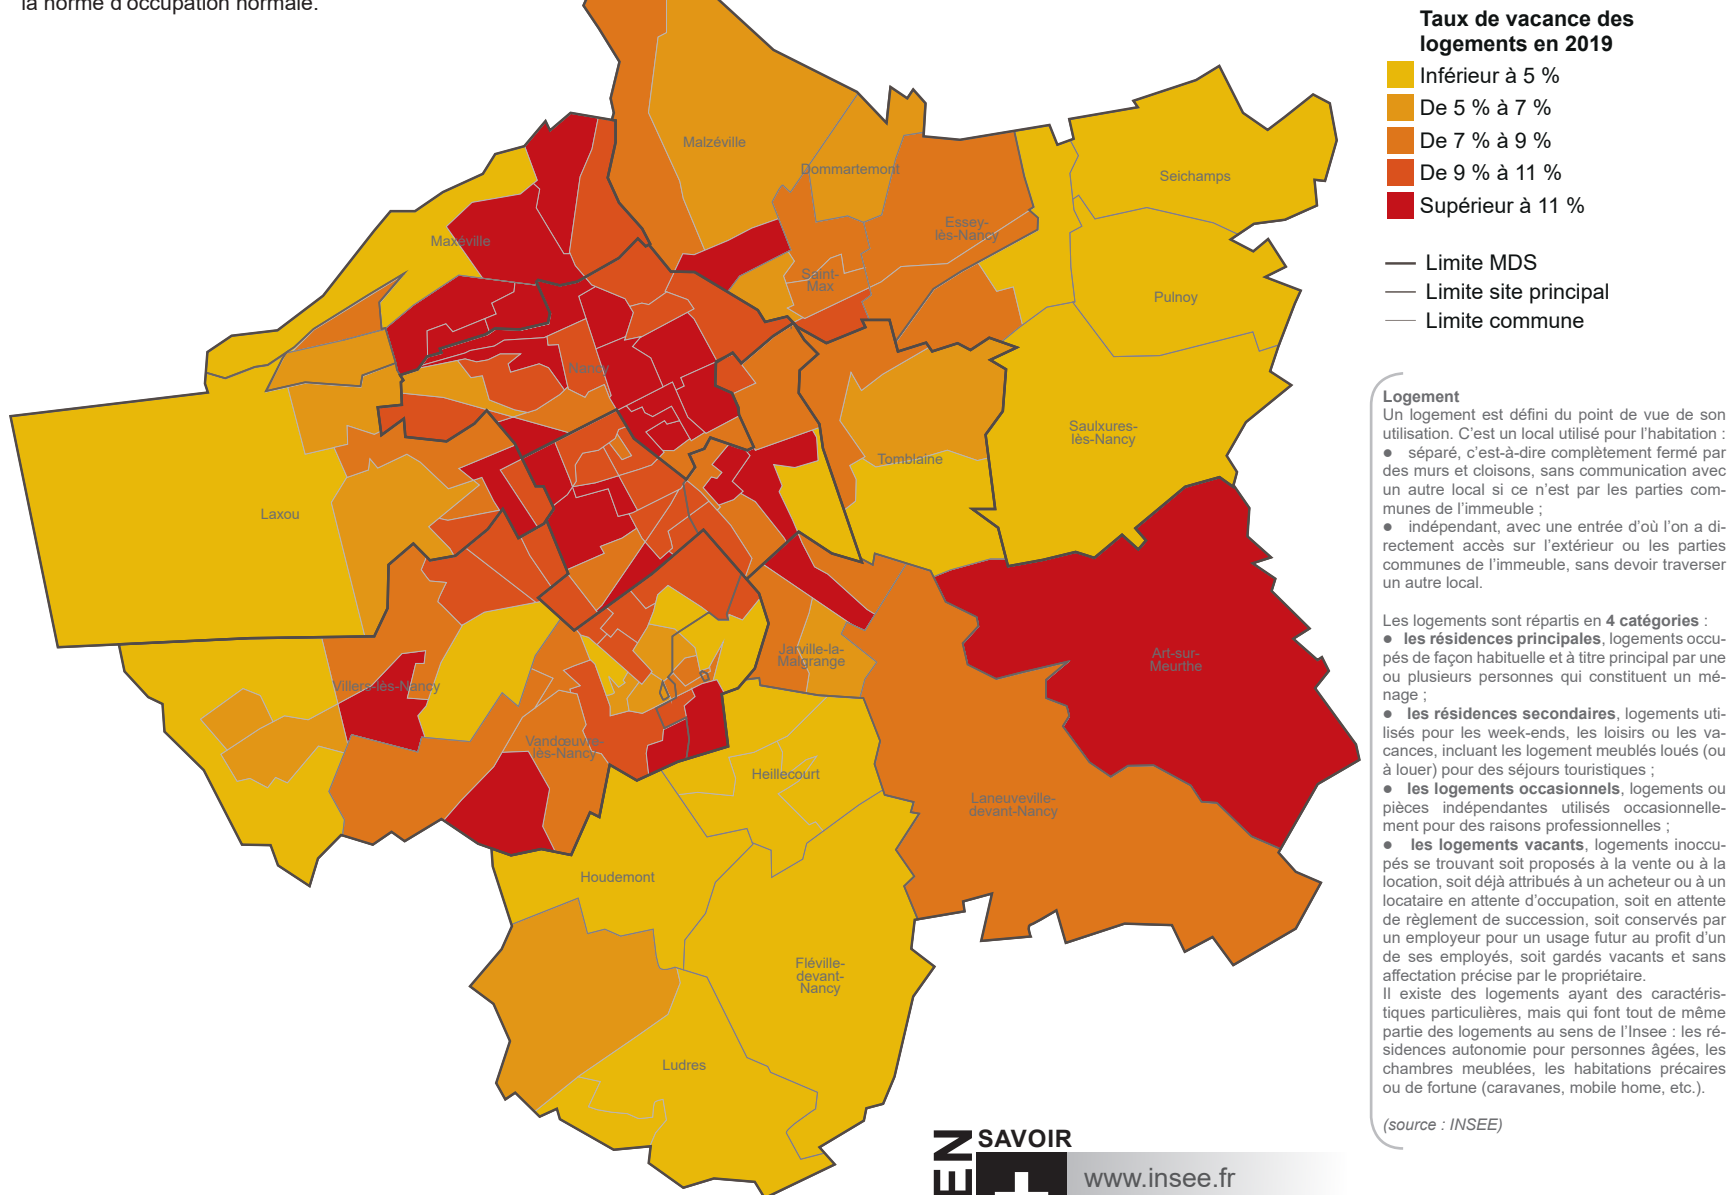 la norme d'occupation normale.
Taux de vacance des
logements en 2019
Inférieur à 5 %
De 5 % à 7 %
De 7 % à 9 %
De 9 % à 11 %
Supérieur à 11 %
Limite MDS
Limite site principal
Limite commune
Malzéville
Dommartemont
Seichamps
Essey-
lès-Nancy
Maxéville
Saint-
Max
Pulnoy
Nancy
Saulxures-
lès-Nancy
Tomblaine
Laxou
Jarville-la-
Malgrange
Art-sur-
Meurthe
Villers-lès-Nancy
Vandœuvre-
lès-Nancy
Heillecourt
Laneuveville-
devant-Nancy
Houdemont
Fléville-
devant-
Nancy
Ludres
Logement
Un logement est défini du point de vue de son
utilisation. C'est un local utilisé pour l'habitation :
● séparé, c'est-à-dire complètement fermé par
des murs et cloisons, sans communication avec
un autre local si ce n'est par les parties com-
munes de l'immeuble ;
● indépendant, avec une entrée d'où l'on a di-
rectement accès sur l'extérieur ou les parties
communes de l'immeuble, sans devoir traverser
un autre local.
Les logements sont répartis en 4 catégories :
● les résidences principales, logements occu-
pés de façon habituelle et à titre principal par une
ou plusieurs personnes qui constituent un mé-
nage ;
● les résidences secondaires, logements uti-
lisés pour les week-ends, les loisirs ou les va-
cances, incluant les logement meublés loués (ou
à louer) pour des séjours touristiques ;
● les logements occasionnels, logements ou
pièces indépendantes utilisés occasionnelle-
ment pour des raisons professionnelles ;
● les logements vacants, logements inoccu-
pés se trouvant soit proposés à la vente ou à la
location, soit déjà attribués à un acheteur ou à un
locataire en attente d'occupation, soit en attente
de règlement de succession, soit conservés par
un employeur pour un usage futur au profit d'un
de ses employés, soit gardés vacants et sans
affectation précise par le propriétaire.
Il existe des logements ayant des caractéris-
tiques particulières, mais qui font tout de même
partie des logements au sens de l'Insee : les ré-
sidences autonomie pour personnes âgées, les
chambres meublées, les habitations précaires
ou de fortune (caravanes, mobile home, etc.).
(source : INSEE)
EN
SAVOIR
www.insee.fr